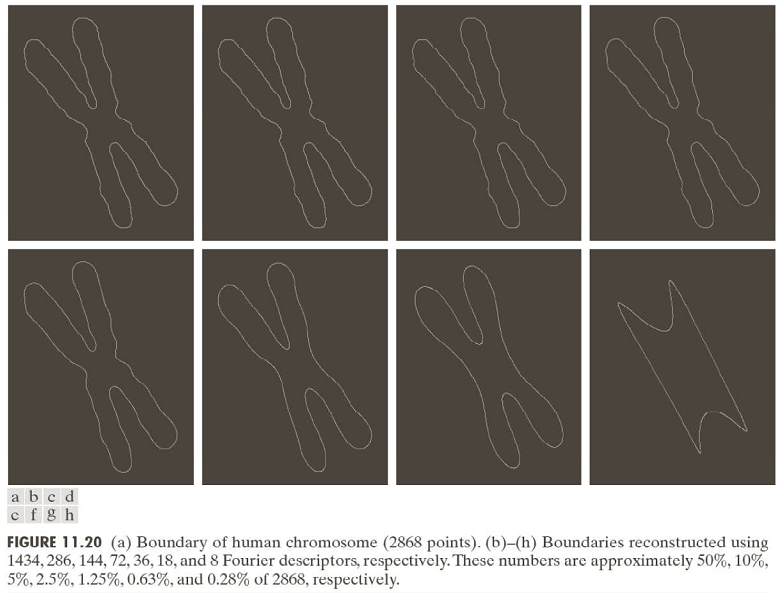 a b c d
e f g h
FIGURE 11.20 (a) Boundary of human chromosome (2868 points). (b)–(h) Boundaries reconstructed using
1434, 286, 144, 72, 36, 18, and 8 Fourier descriptors, respectively. These numbers are approximately 50%, 10%,
5%, 2.5%, 1.25%, 0.63%, and 0.28% of 2868, respectively.